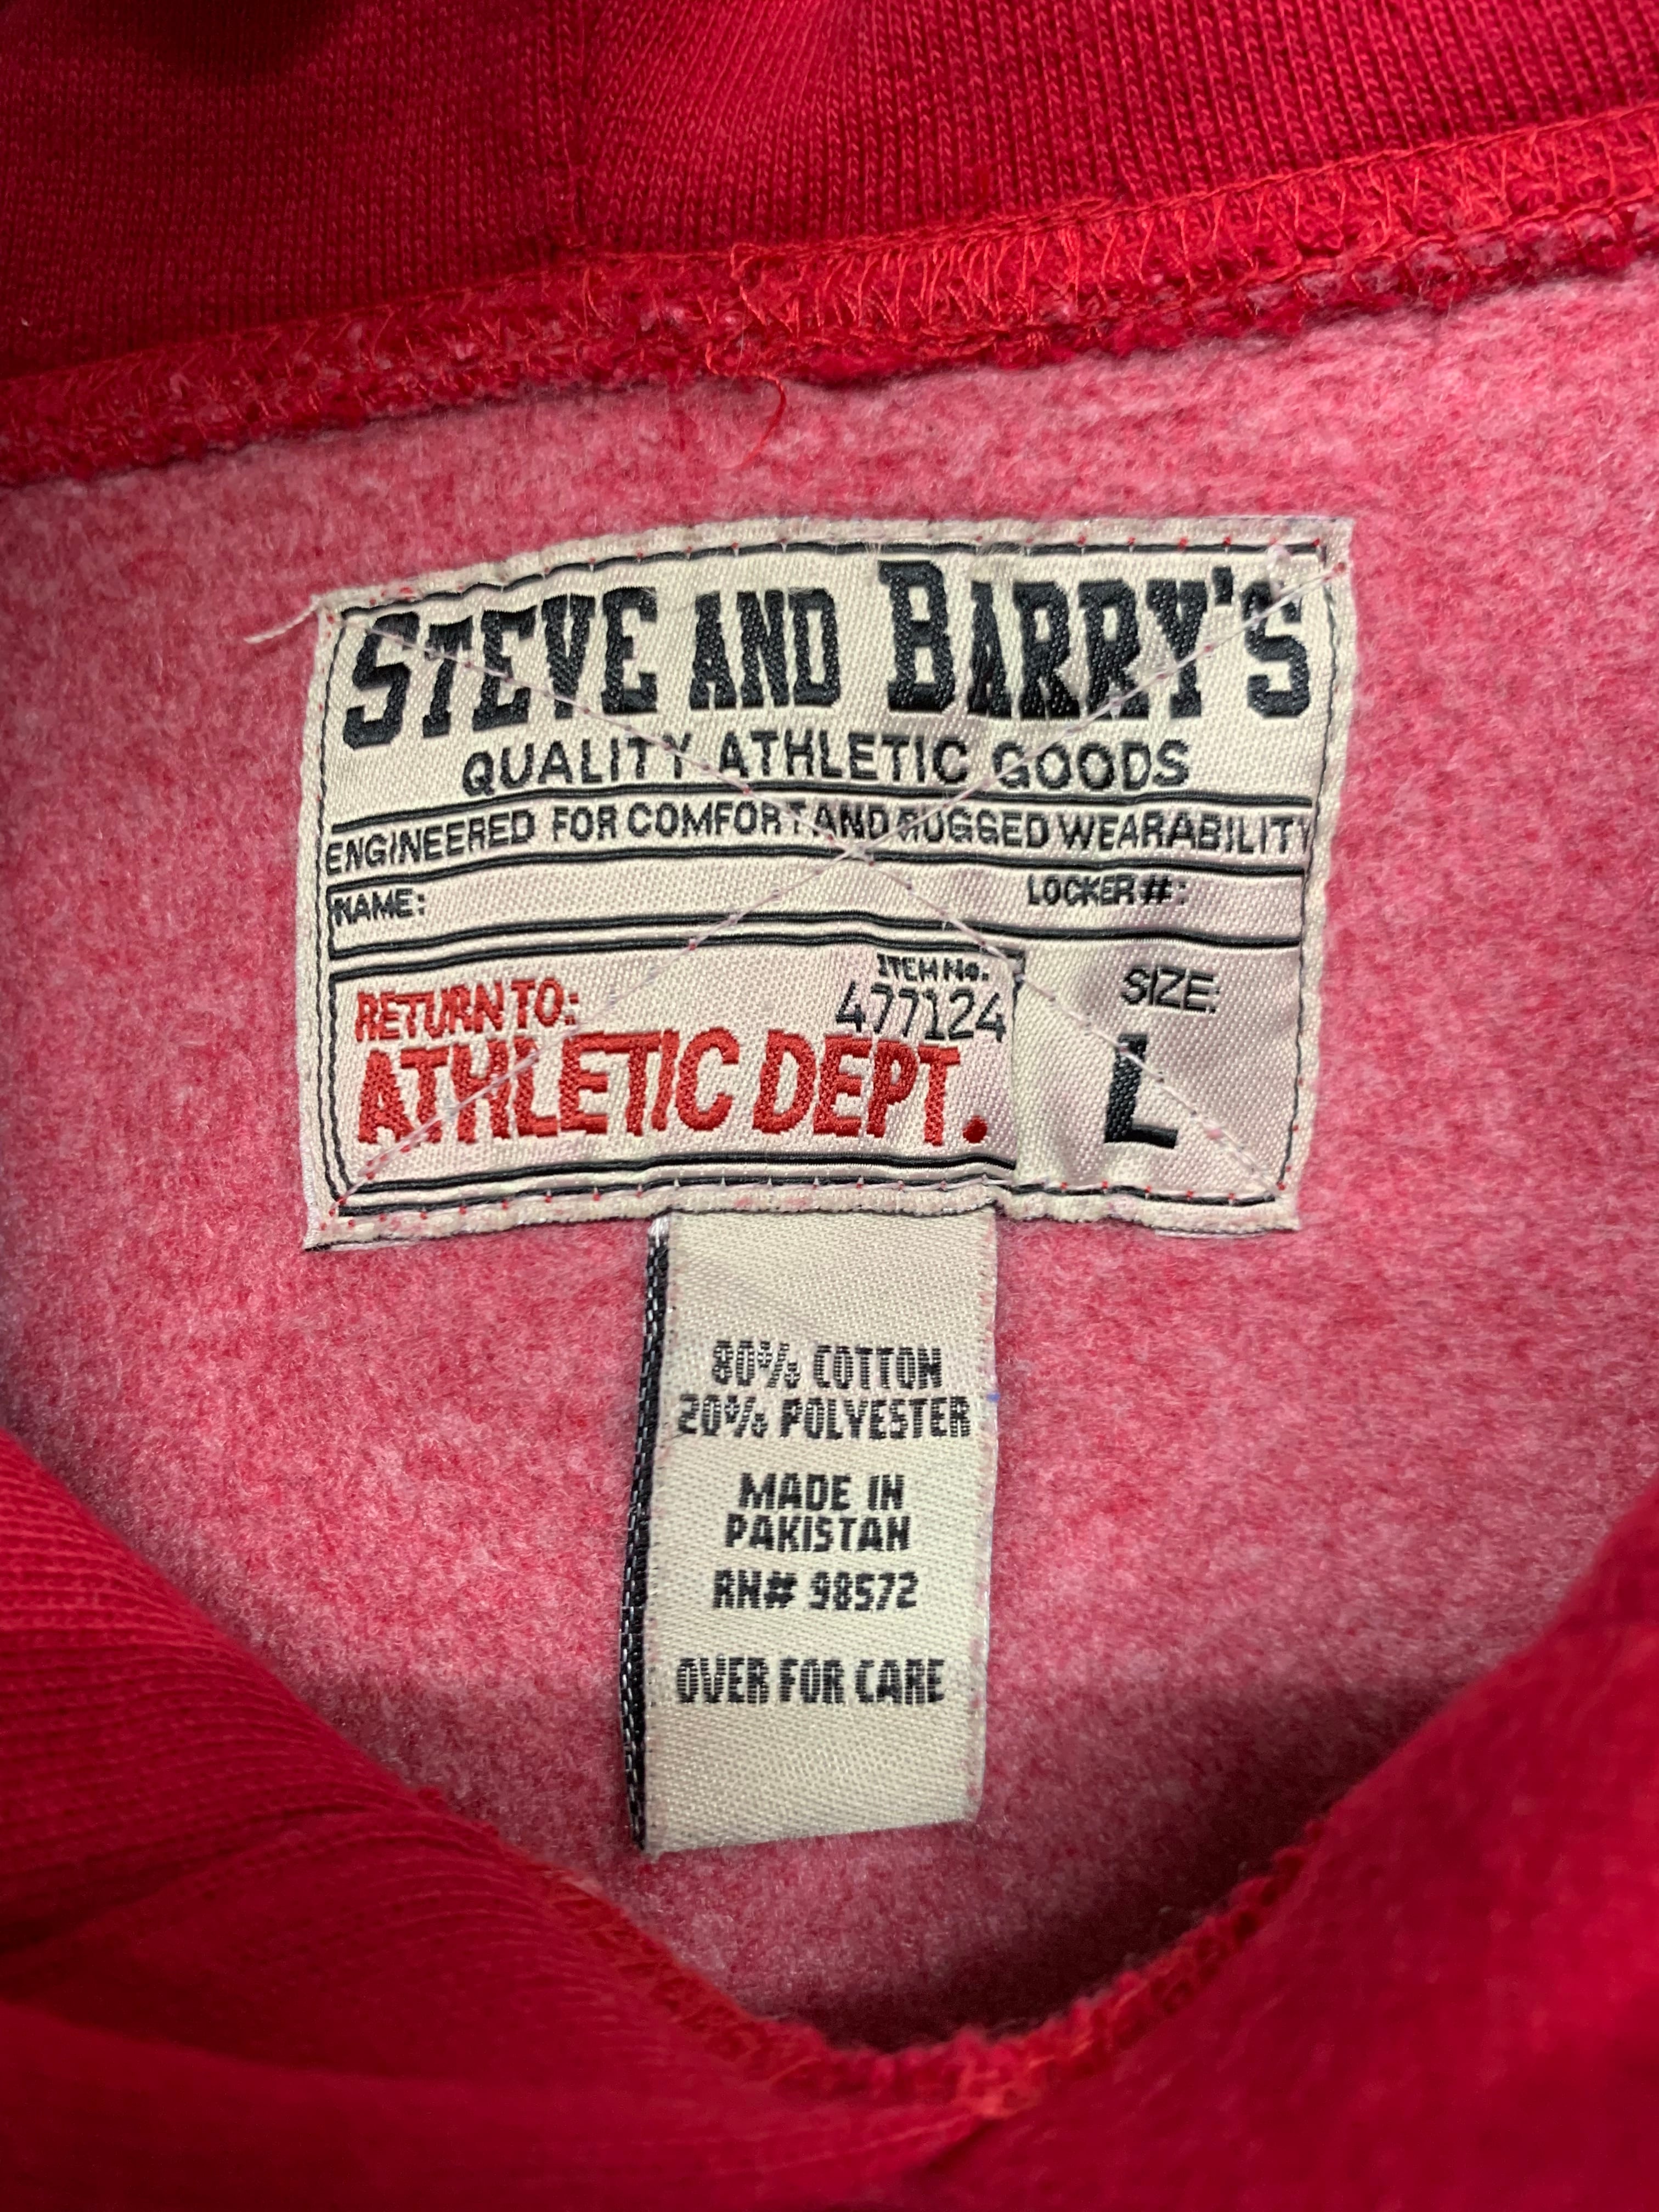 STEVE AND BARRY'S
QUALITY ATHLETIC GOODS
ENGINEERED FOR COMFORT AND RUGGED WEARABILITY
NAME: LOCKER #:
RETURN TO: ITEM No.
477124
ATHLETIC DEPT.
SIZE:
L
80% COTTON
20% POLYESTER
MADE IN
PAKISTAN
RN# 98572
OVER FOR CARE